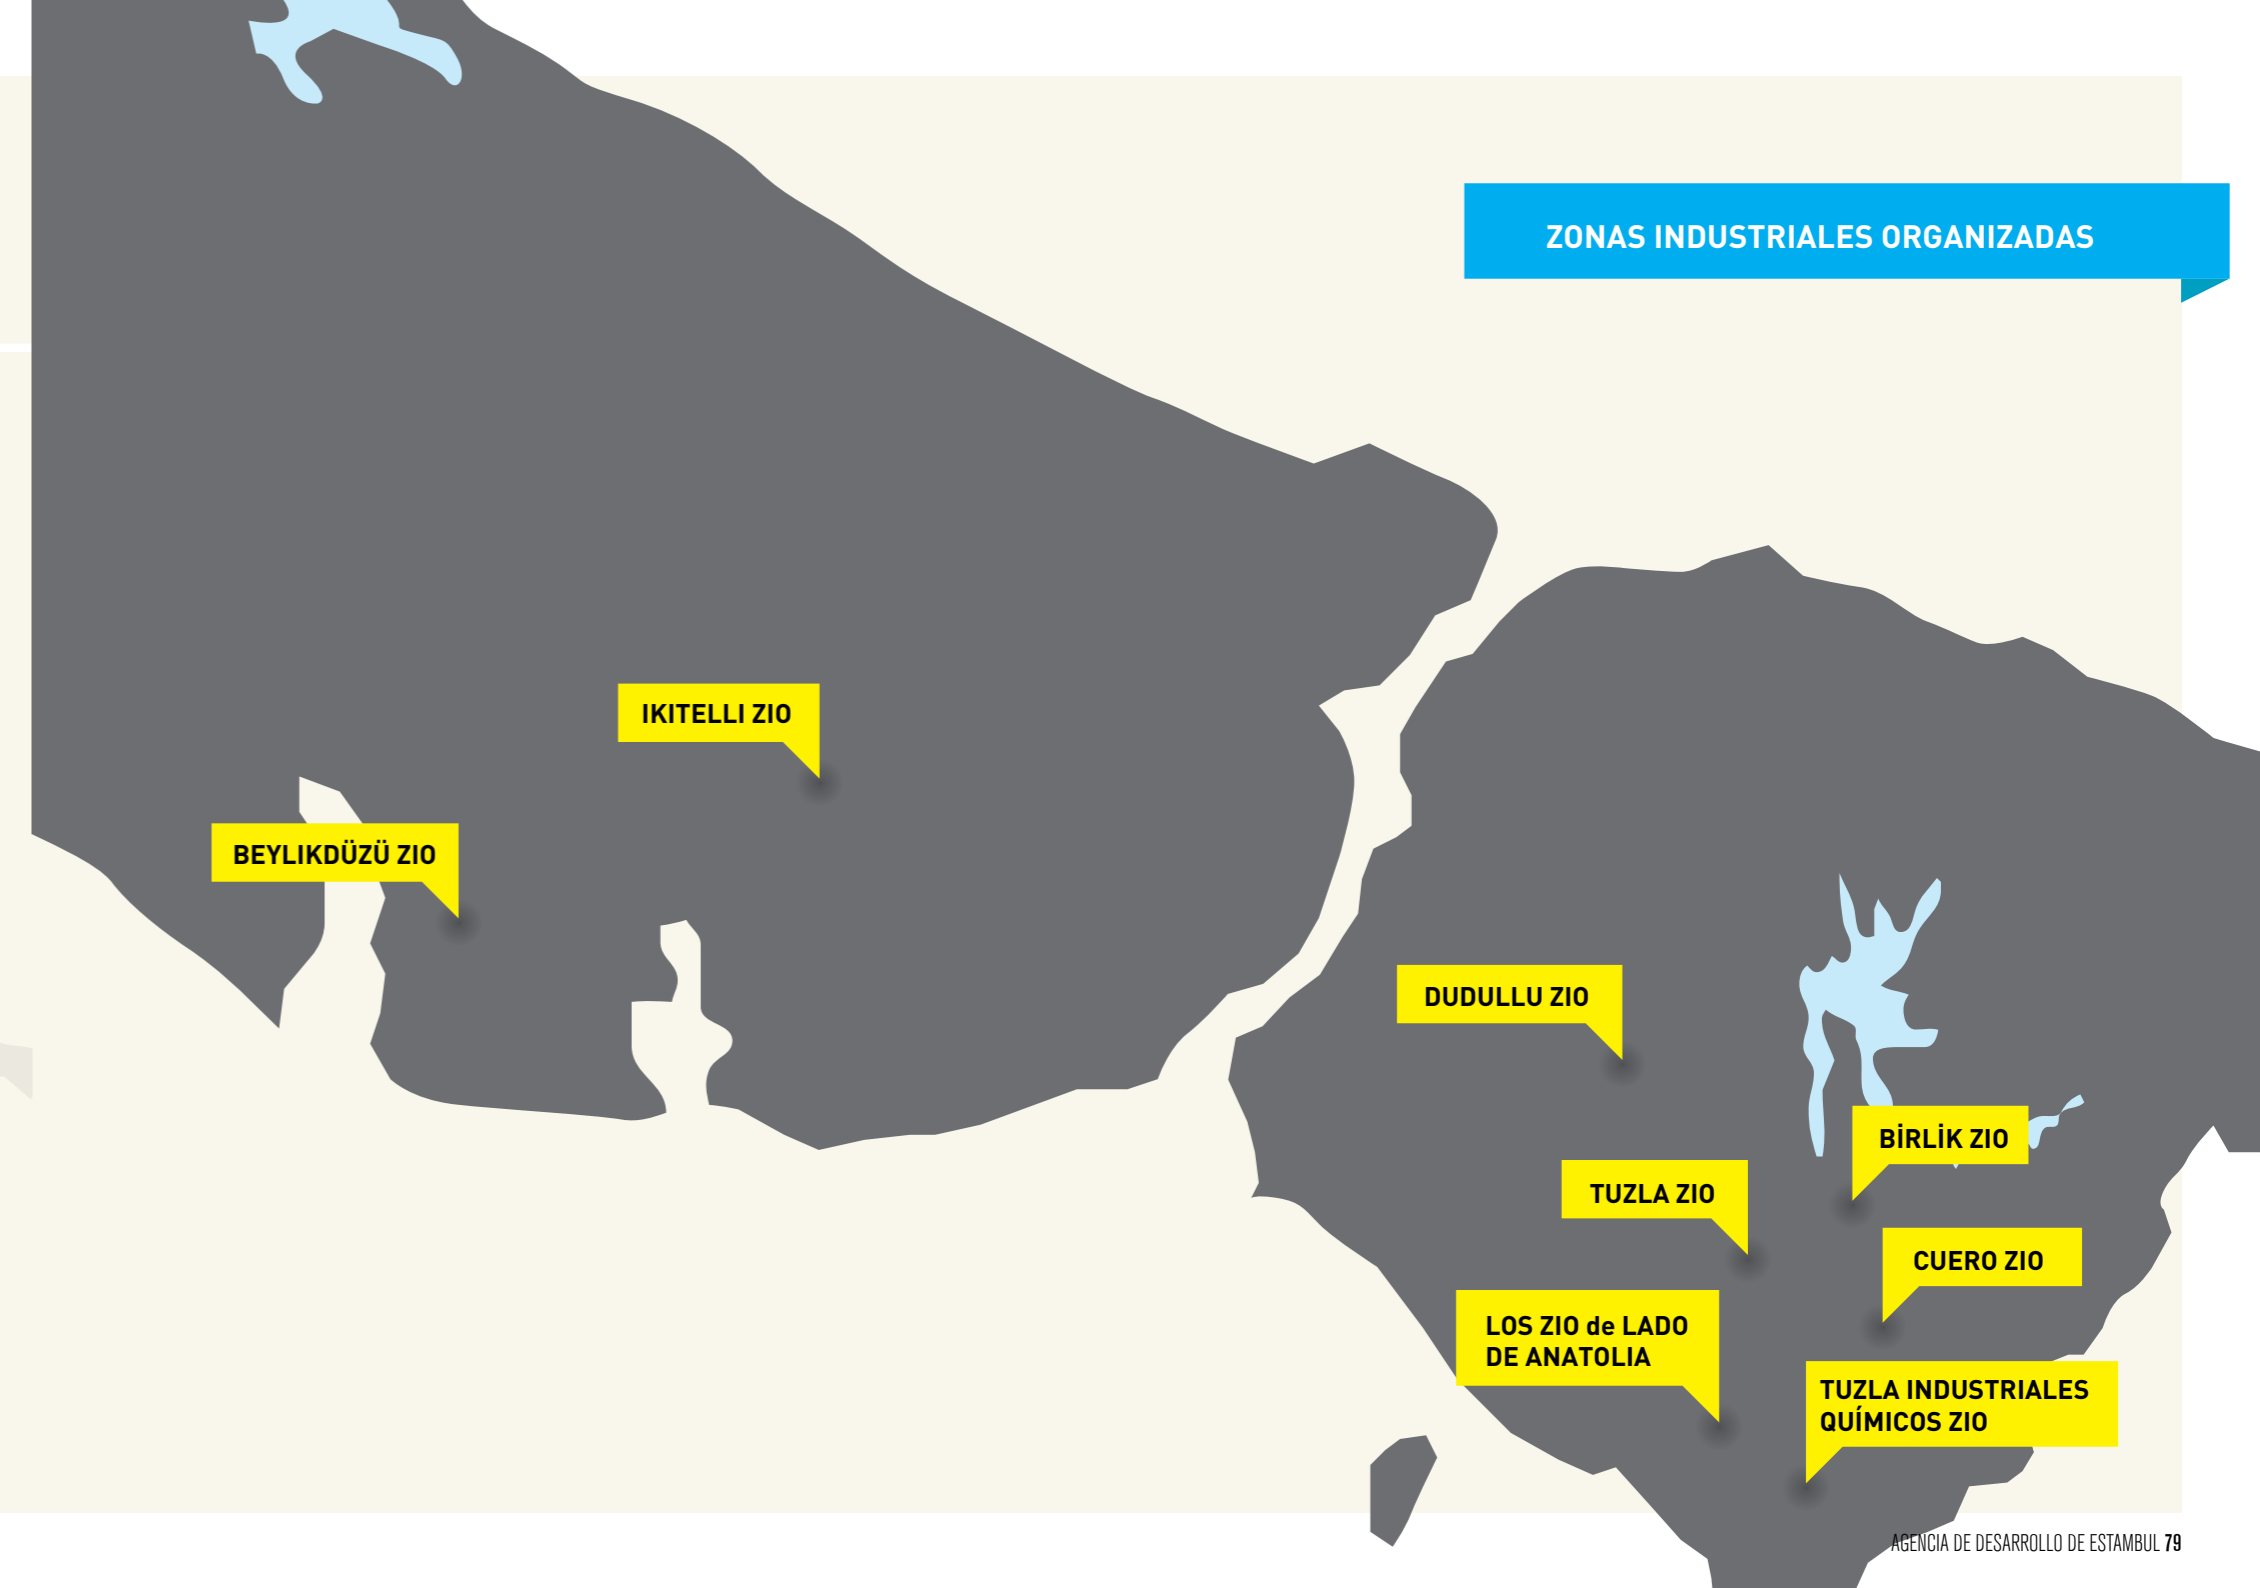 ZONAS INDUSTRIALES ORGANIZADAS
IKITELLI ZIO
BEYLIKDÜZÜ ZIO
DUDULLU ZIO
BİRLİK ZIO
TUZLA ZIO
CUERO ZIO
LOS ZIO de LADO
DE ANATOLIA
TUZLA INDUSTRIALES
QUÍMICOS ZIO
AGENCIA DE DESARROLLO DE ESTAMBUL 79